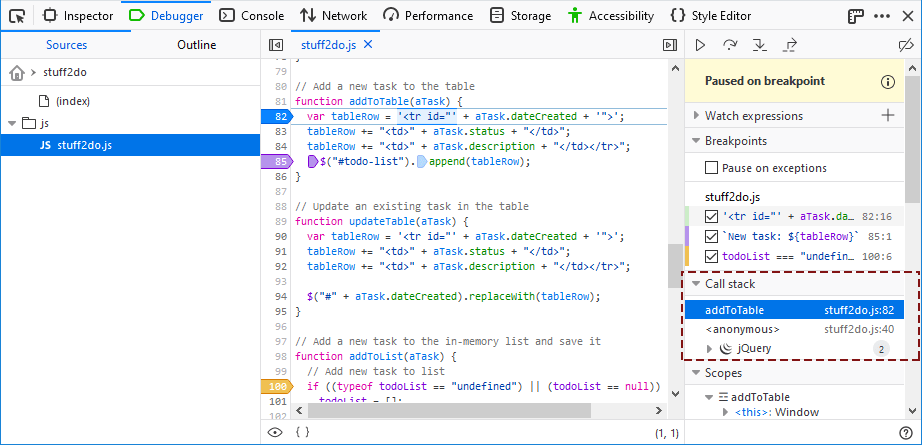 Inspector Debugger Console Network Performance Storage Accessibility Style Editor
Sources Outline
stuff2do
(index)
js
JS stuff2do.js
stuff2do.js
79
80 // Add a new task to the table
81 function addToTable(aTask) {
82 var tableRow = '<tr id="' + aTask.dateCreated + '">';
83 tableRow += "<td>" + aTask.status + "</td>";
84 tableRow += "<td>" + aTask.description + "</td></tr>";
85 $("#todo-list").append(tableRow);
86 }
87
88 // Update an existing task in the table
89 function updateTable(aTask) {
90 var tableRow = '<tr id="' + aTask.dateCreated + '">';
91 tableRow += "<td>" + aTask.status + "</td>";
92 tableRow += "<td>" + aTask.description + "</td></tr>";
93
94 $("#" + aTask.dateCreated).replaceWith(tableRow);
95 }
96
97 // Add a new task to the in-memory list and save it
98 function addToList(aTask) {
99 // Add new task to list
100 if ((typeof todoList == "undefined") || (todoList == null))
101 todoList = [];
102
{ } (1, 1)
Paused on breakpoint
Watch expressions
Breakpoints
Pause on exceptions
stuff2do.js
'<tr id="' + aTask.da… 82:16
`New task: ${tableRow}` 85:1
todoList === "undefin… 100:6
Call stack
addToTable stuff2do.js:82
<anonymous> stuff2do.js:40
jQuery 2
Scopes
addToTable
<this>: Window